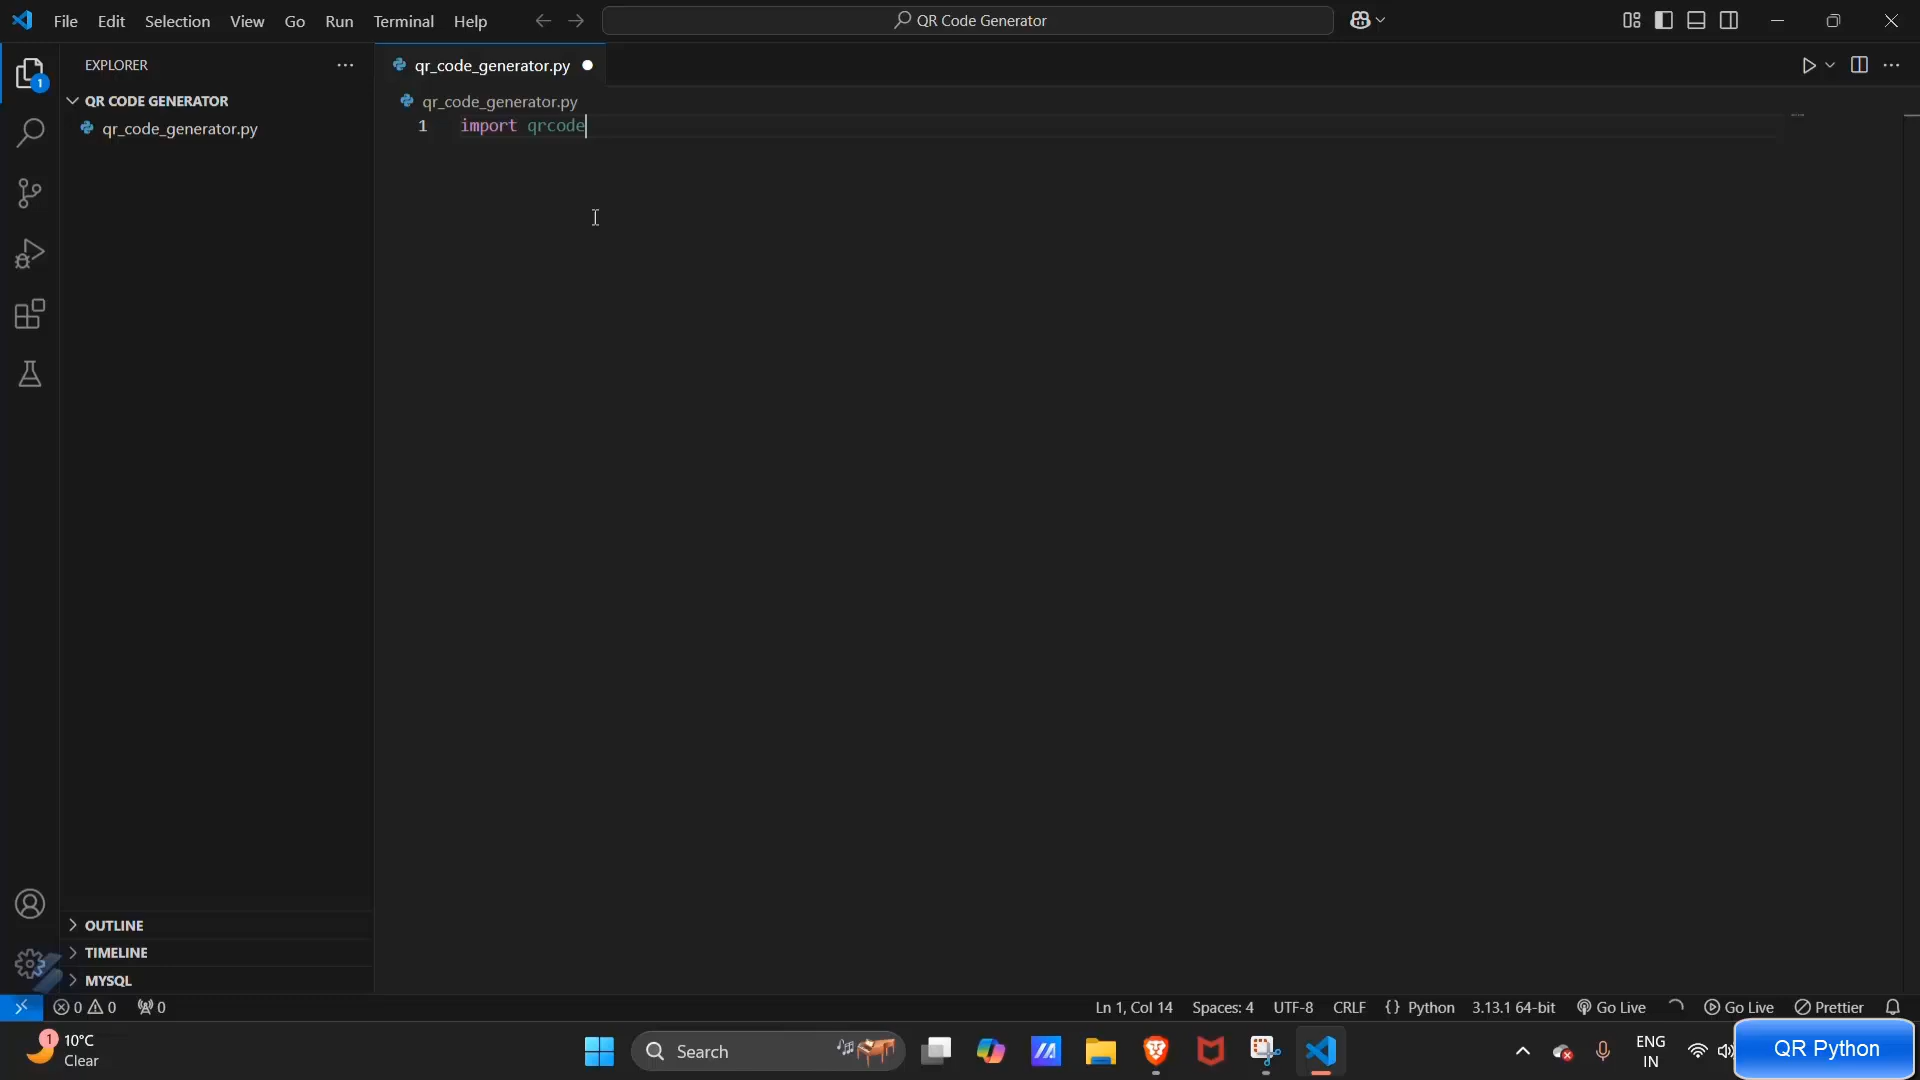 File Edit Selection View Go Run Terminal Help
QR Code Generator
EXPLORER
qr_code_generator.py
1
QR CODE GENERATOR
qr_code_generator.py
qr_code_generator.py
1 import qrcode
OUTLINE
TIMELINE
MYSQL
0 0 0
Ln 1, Col 14 Spaces: 4 UTF-8 CRLF {} Python 3.13.1 64-bit Go Live Go Live Prettier
1
10°C
Clear
Search
ENG
IN
QR Python